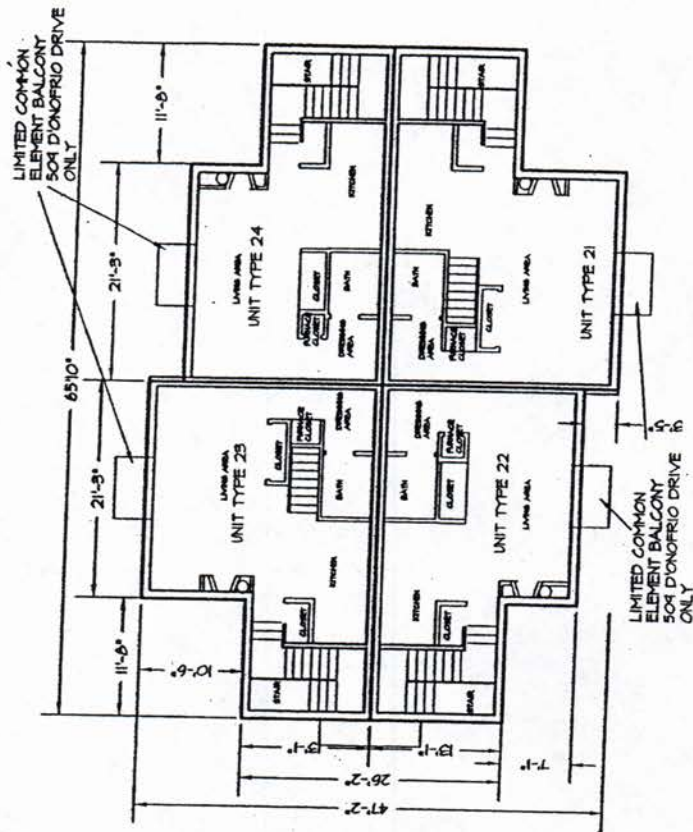 LIMITED COMMON
ELEMENT BALCONY
504 D'ONOFRIO DRIVE
ONLY
65'10"
11'-8"
21'-3"
21'-3"
11'-8"
10'-6"
13'-1"
13'-1"
26'-2"
7'-1"
47'-2"
3'-5"
STAIR
KITCHEN
LIVING AREA
UNIT TYPE 24
CLOSET
FURNACE
CLOSET
BATH
DRESSING
AREA
STAIR
KITCHEN
BATH
DRESSING
AREA
FURNACE
CLOSET
CLOSET
LIVING AREA
UNIT TYPE 21
LIVING AREA
UNIT TYPE 23
CLOSET
FURNACE
CLOSET
DRESSING
AREA
BATH
KITCHEN
CLOSET
STAIR
DRESSING
AREA
FURNACE
CLOSET
BATH
CLOSET
UNIT TYPE 22
LIVING AREA
KITCHEN
CLOSET
STAIR
LIMITED COMMON
ELEMENT BALCONY
504 D'ONOFRIO DRIVE
ONLY